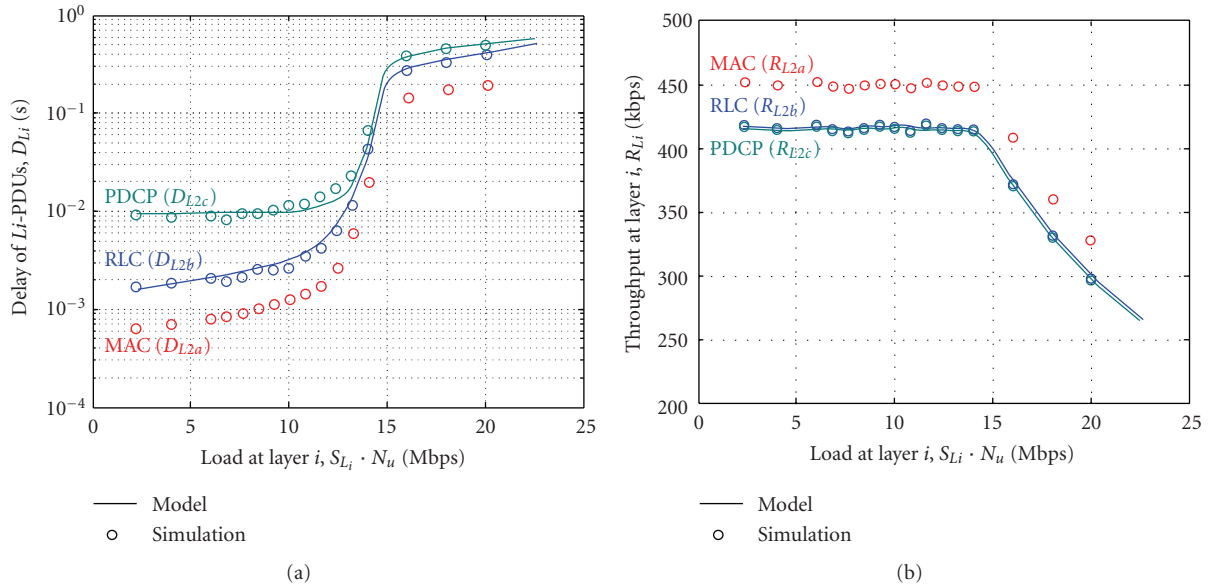 10⁰
10⁻¹
10⁻²
10⁻³
10⁻⁴
Delay of Li-PDUs, D_Li (s)
PDCP (D_L2c)
RLC (D_L2b)
MAC (D_L2a)
0 5 10 15 20 25
Load at layer i, S_Li · N_u (Mbps)
Model
Simulation
(a)
500
450
400
350
300
250
200
Throughput at layer i, R_Li (kbps)
MAC (R_L2a)
RLC (R_L2b)
PDCP (R_L2c)
0 5 10 15 20 25
Load at layer i, S_Li · N_u (Mbps)
Model
Simulation
(b)